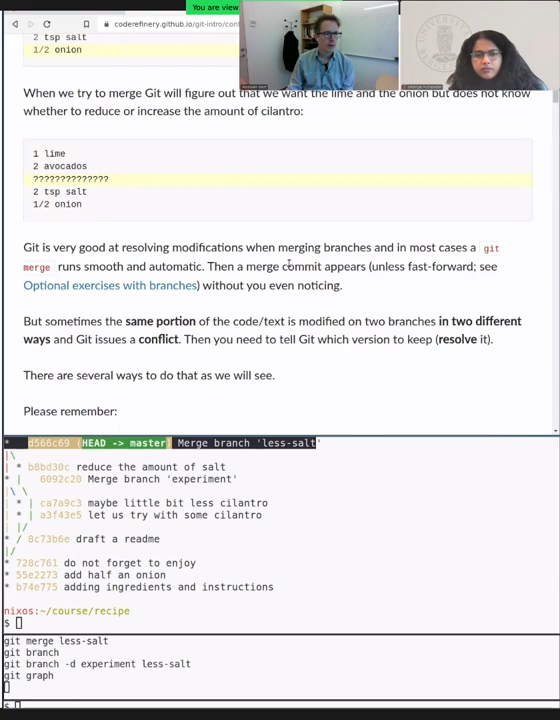 You are view
coderefinery.github.io/git-intro/con
2 tsp salt
1/2 onion
When we try to merge Git will figure out that we want the lime and the onion but does not know
whether to reduce or increase the amount of cilantro:
1 lime
2 avocados
??????????????
2 tsp salt
1/2 onion
Git is very good at resolving modifications when merging branches and in most cases a git
merge runs smooth and automatic. Then a merge commit appears (unless fast-forward; see
Optional exercises with branches) without you even noticing.
But sometimes the same portion of the code/text is modified on two branches in two different
ways and Git issues a conflict. Then you need to tell Git which version to keep (resolve it).
There are several ways to do that as we will see.
Please remember:
*   d566c69 (HEAD -> master) Merge branch 'less-salt'
|\
| * b8bd30c reduce the amount of salt
* |   6092c20 Merge branch 'experiment'
|\ \
| * | ca7a9c3 maybe little bit less cilantro
| * | a3f43e5 let us try with some cilantro
| |/
* / 8c73b6e draft a readme
|/
* 728c761 do not forget to enjoy
* 55e2273 add half an onion
* b74e775 adding ingredients and instructions
nixos:~/course/recipe
$
git merge less-salt
git branch
git branch -d experiment less-salt
git graph
$